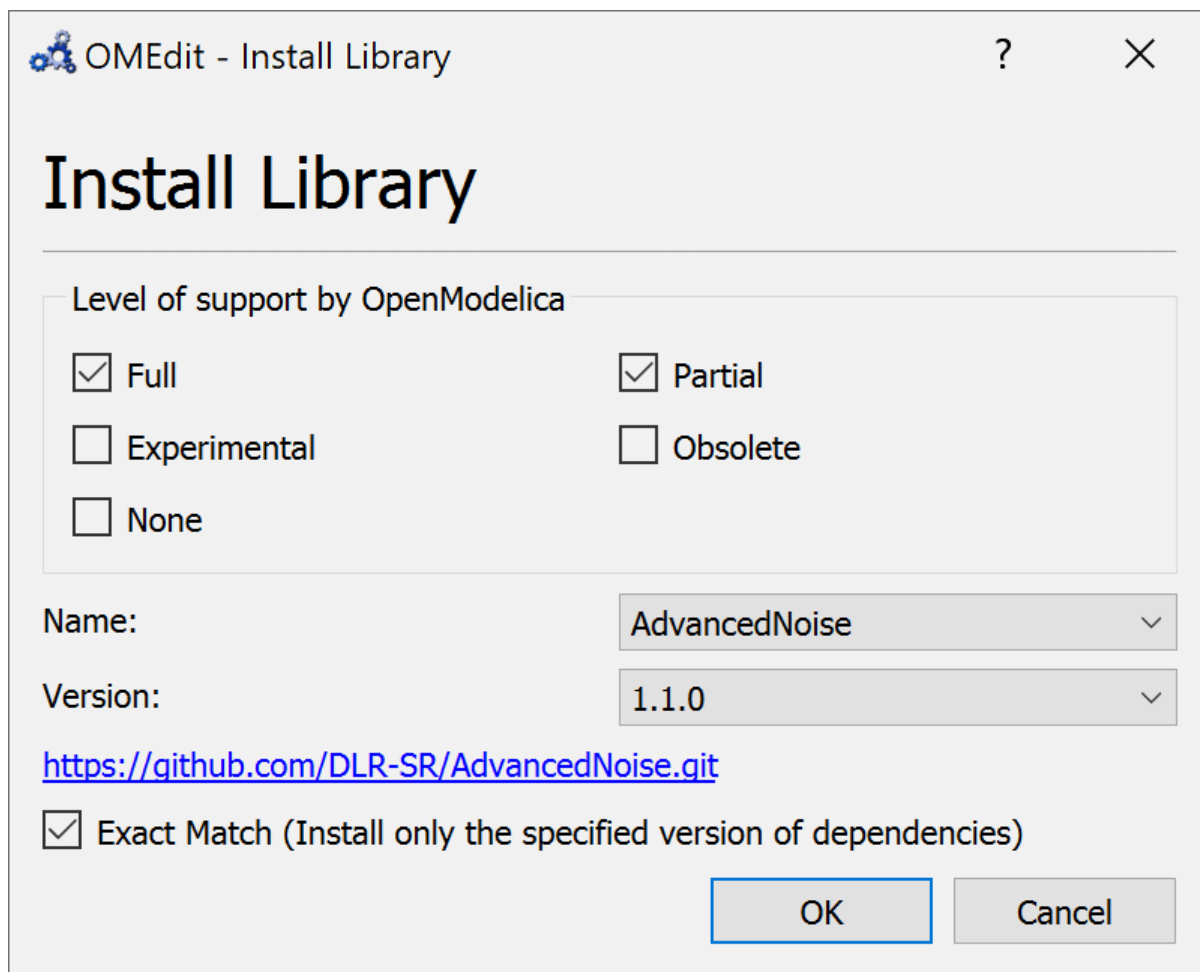 OMEdit - Install Library ?
Install Library
Level of support by OpenModelica
Full Partial
Experimental Obsolete
None
Name: AdvancedNoise
Version: 1.1.0
https://github.com/DLR-SR/AdvancedNoise.git
Exact Match (Install only the specified version of dependencies)
OK Cancel